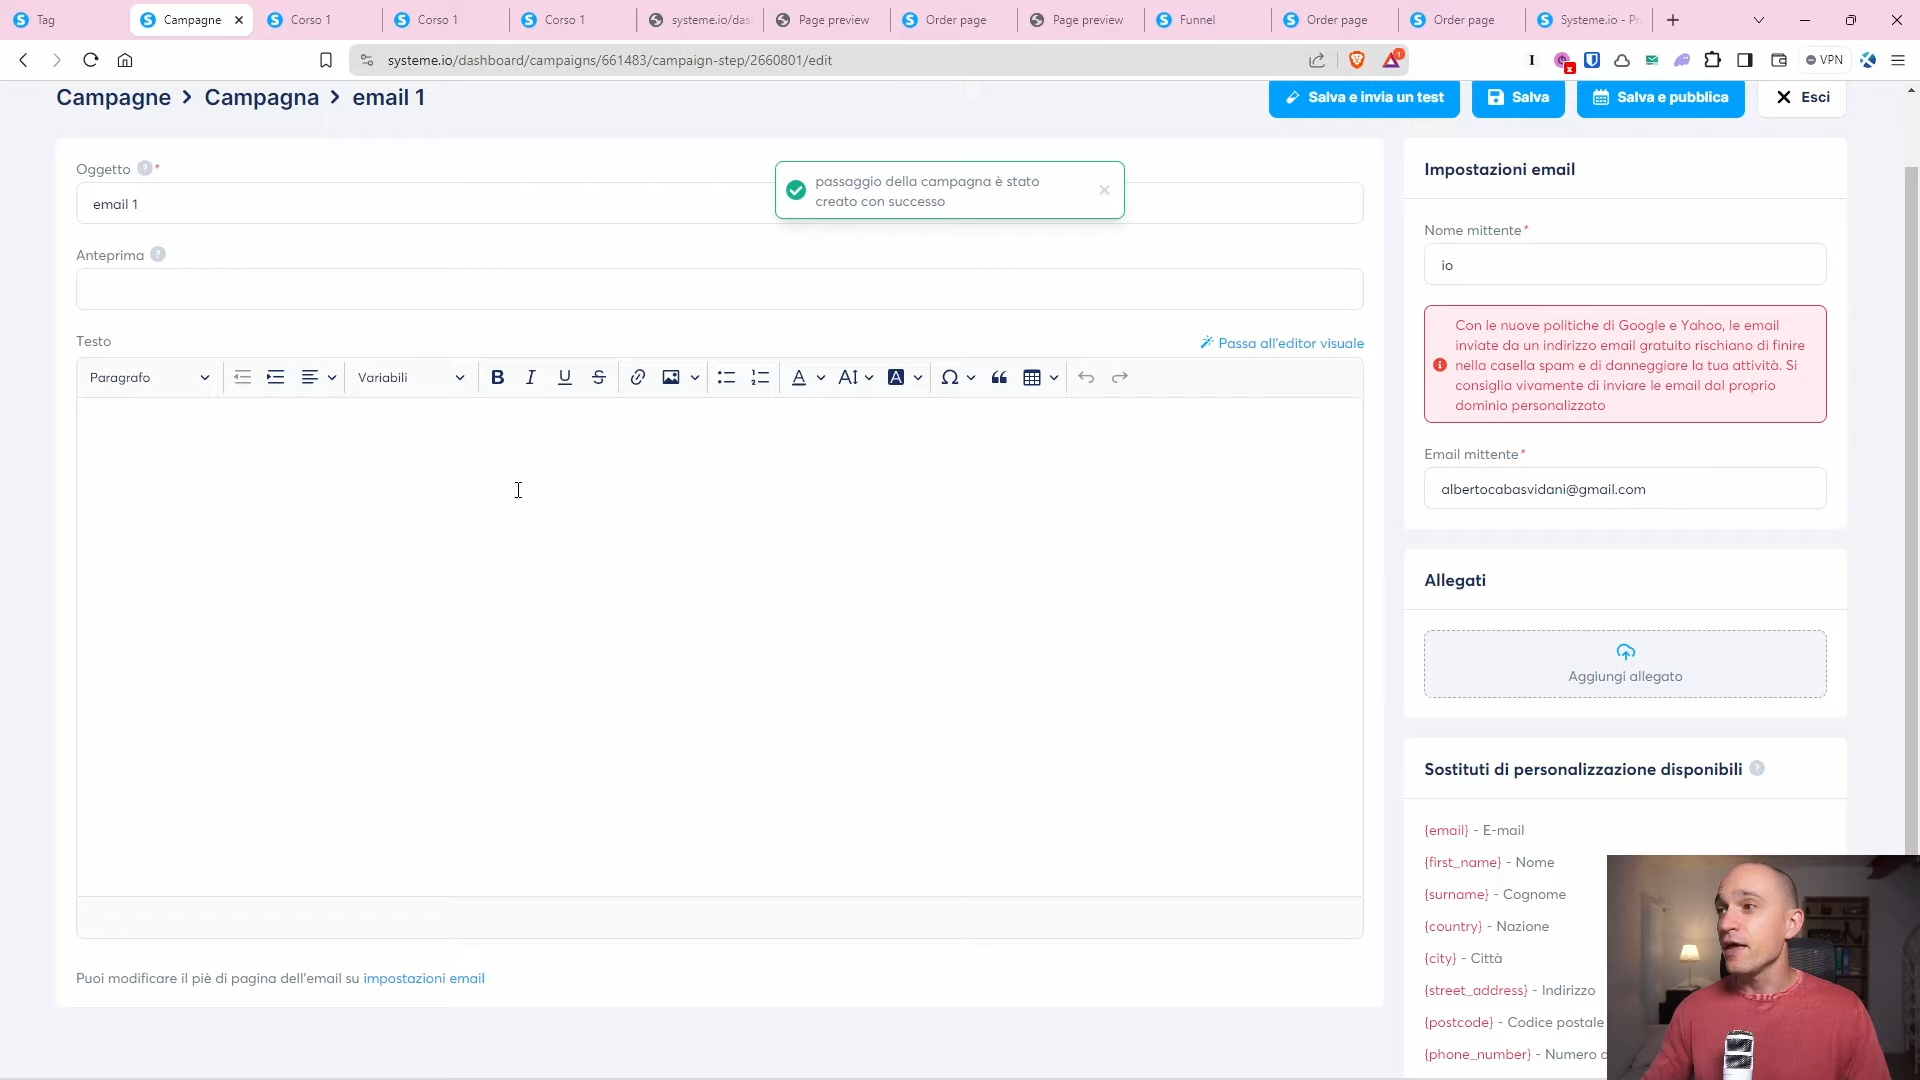 Tag
Campagne
Corso 1
Corso 1
Corso 1
systeme.io/das
Page preview
Order page
Page preview
Funnel
Order page
Order page
Systeme.io - Pr
systeme.io/dashboard/campaigns/661483/campaign-step/2660801/edit
1
VPN
Campagne > Campagna > email 1
Salva e invia un test
Salva
Salva e pubblica
Esci
Oggetto ? *
email 1
passaggio della campagna è stato
creato con successo
Anteprima ?
Testo
Passa all'editor visuale
Paragrafo
Variabili
Puoi modificare il piè di pagina dell'email su impostazioni email
Impostazioni email
Nome mittente*
io
Con le nuove politiche di Google e Yahoo, le email
inviate da un indirizzo email gratuito rischiano di finire
nella casella spam e di danneggiare la tua attività. Si
consiglia vivamente di inviare le email dal proprio
dominio personalizzato
Email mittente*
albertocabasvidani@gmail.com
Allegati
Aggiungi allegato
Sostituti di personalizzazione disponibili ?
{email} - E-mail
{first_name} - Nome
{surname} - Cognome
{country} - Nazione
{city} - Città
{street_address} - Indirizzo
{postcode} - Codice postale
{phone_number} - Numero